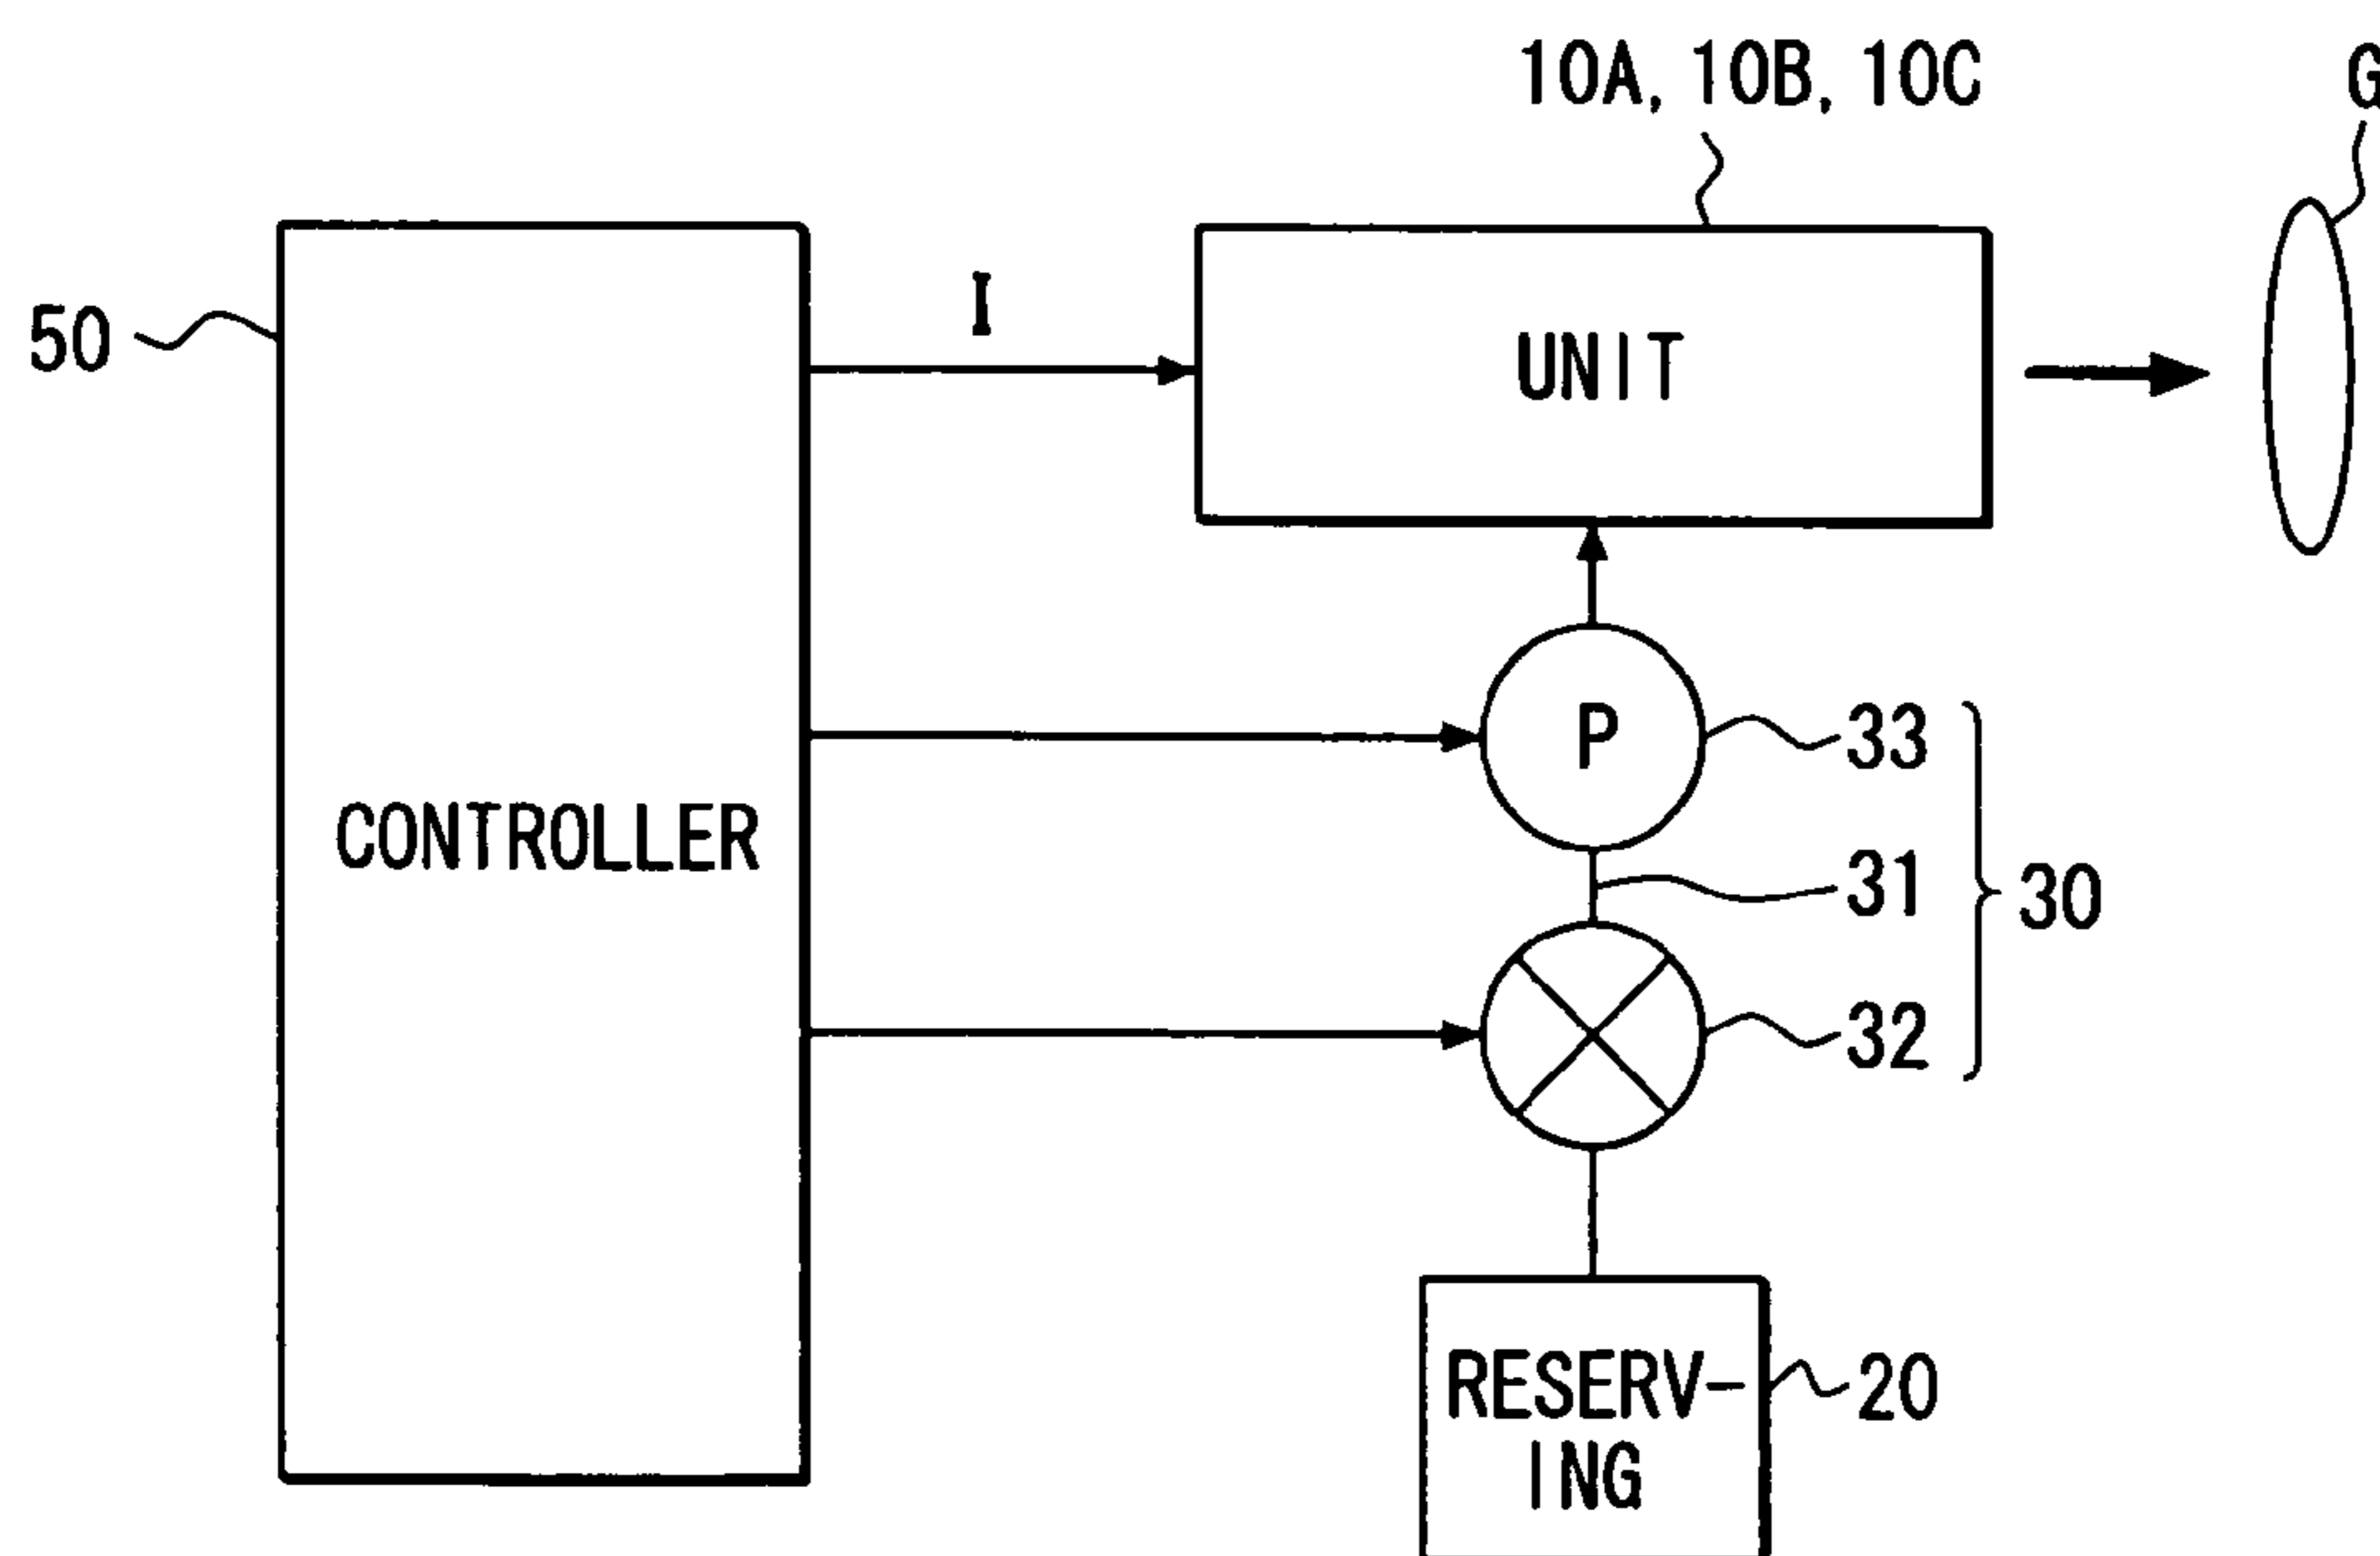 10A, 10B, 10C
G
50
I
UNIT
P
33
31
30
CONTROLLER
32
RESERV-
ING
20